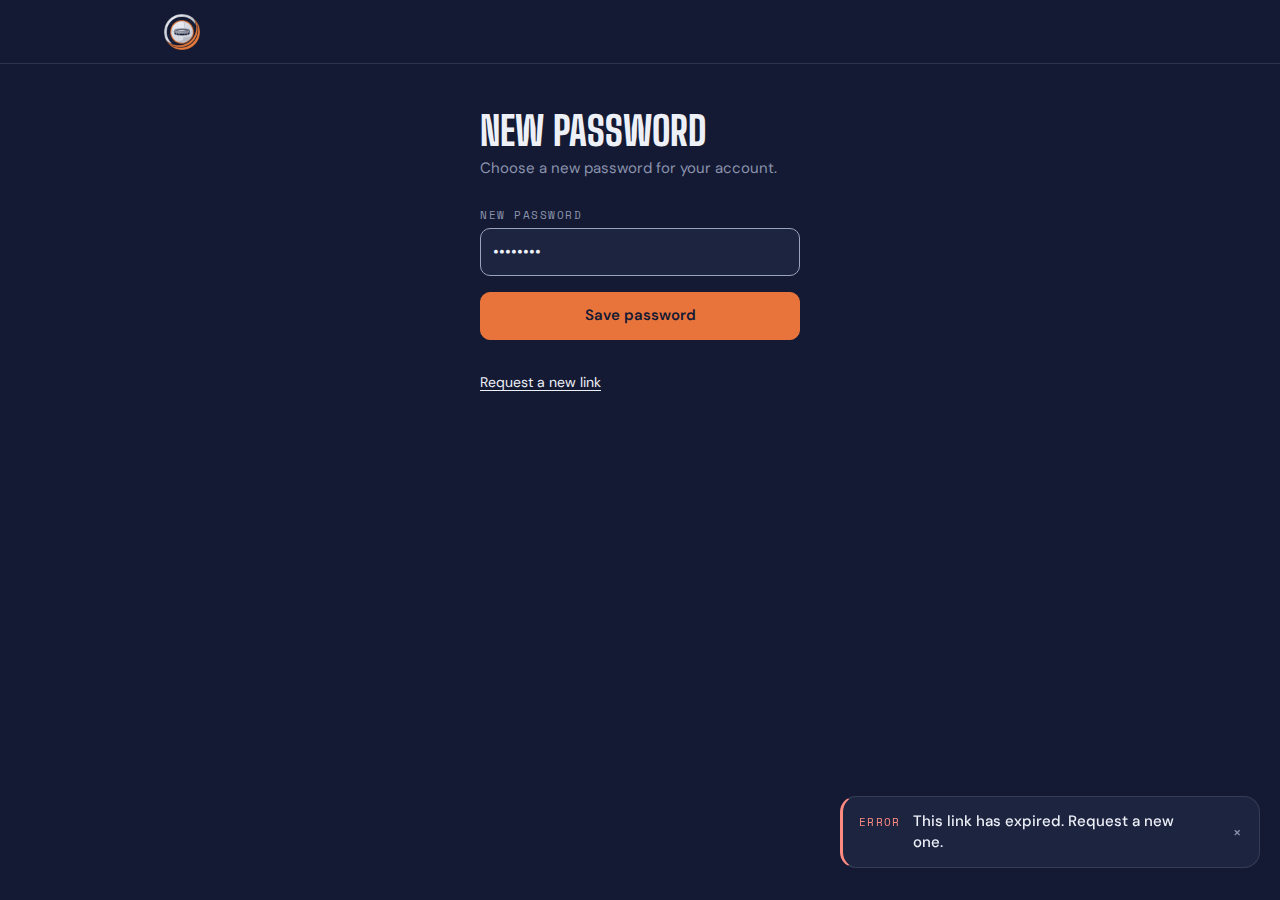 NEW PASSWORD
Choose a new password for your account.
NEW PASSWORD
••••••••
Save password
Request a new link
ERROR
This link has expired. Request a new
one.
×